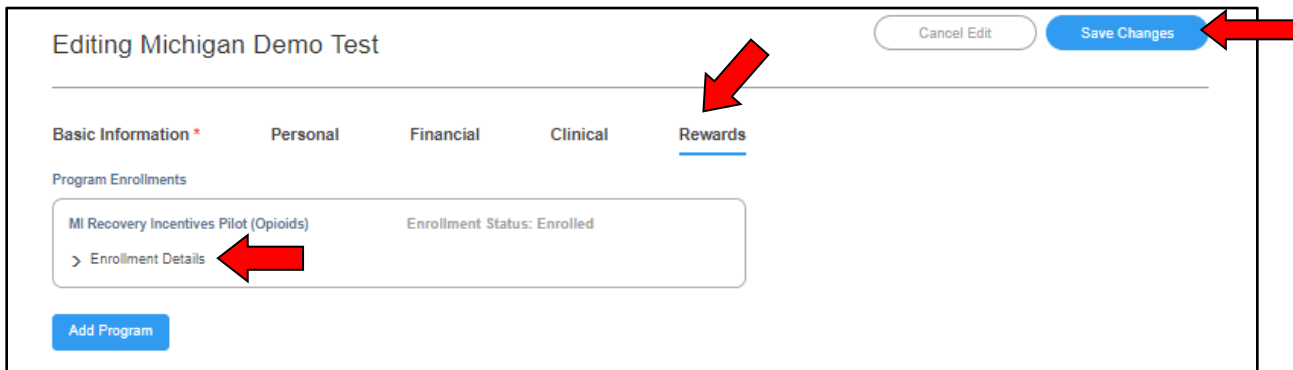 Editing Michigan Demo Test
Cancel Edit
Save Changes
Basic Information * Personal Financial Clinical Rewards
Program Enrollments
MI Recovery Incentives Pilot (Opioids) Enrollment Status: Enrolled
> Enrollment Details
Add Program